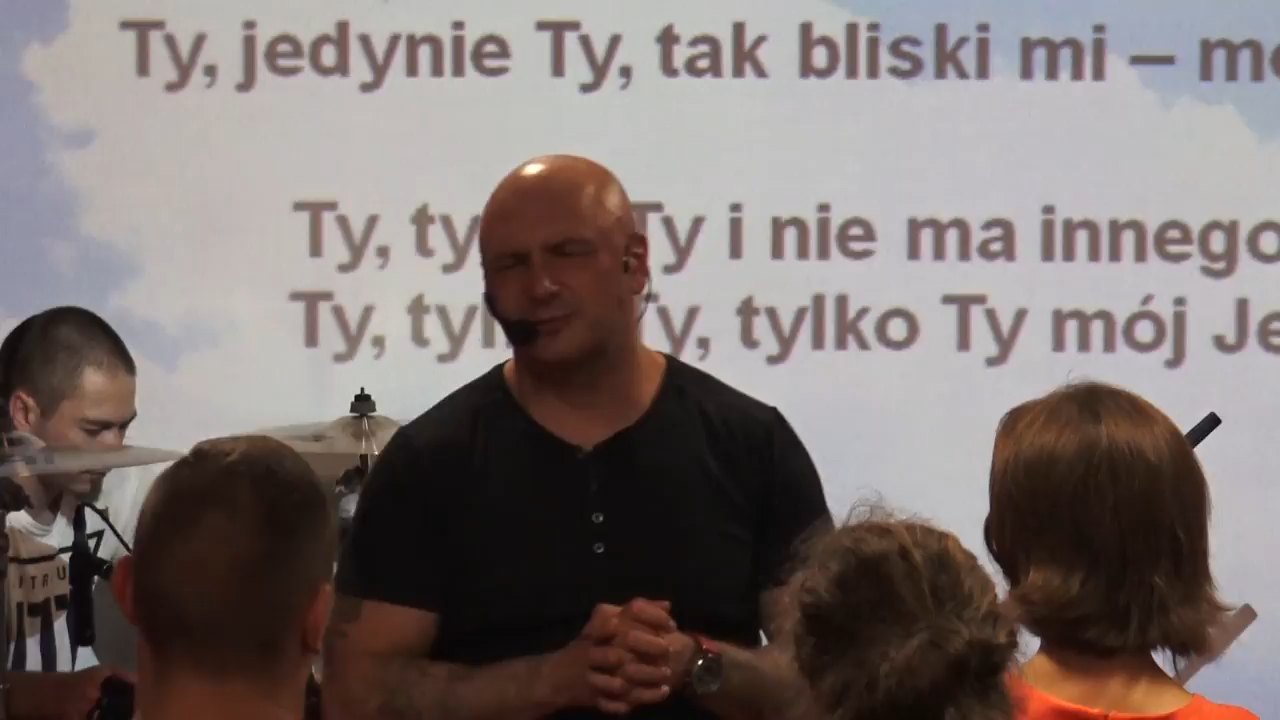 Ty, jedynie Ty, tak bliski mi –
Ty, Ty i nie ma innego
Ty, Ty, tylko Ty mój